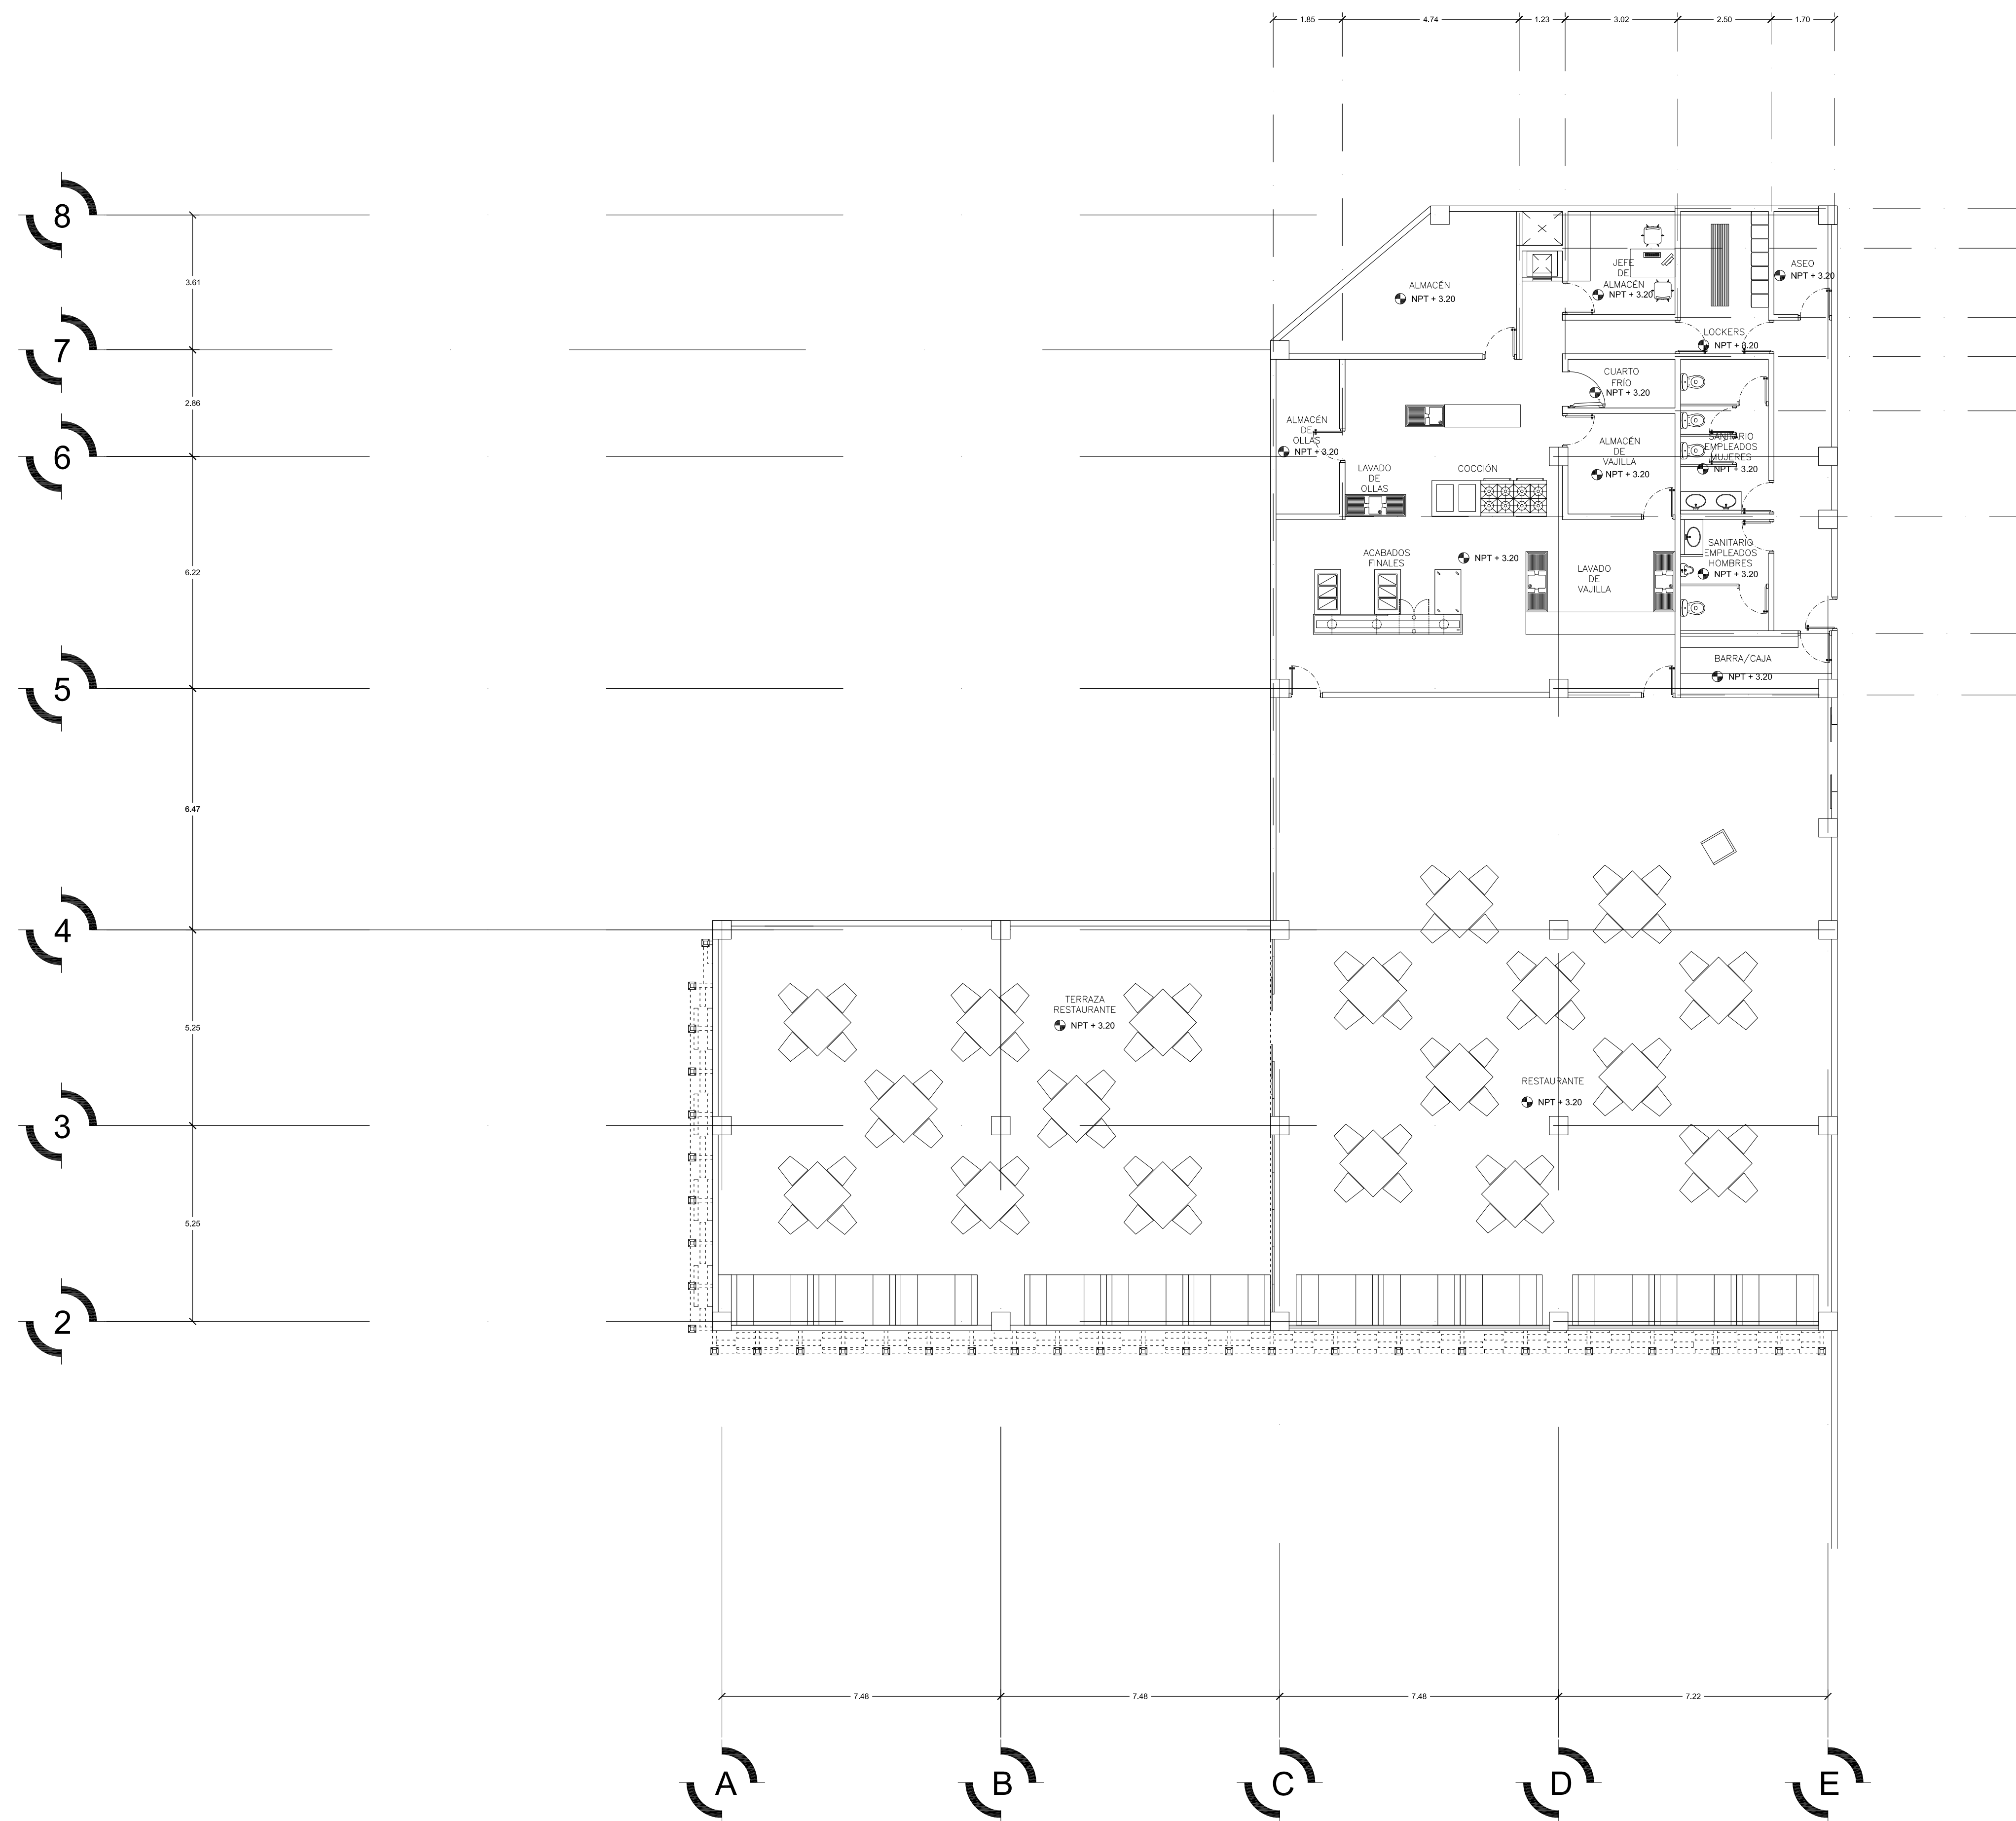 1.85
4.74
1.23
3.02
2.50
1.70
8
3.61
7
2.86
6
6.22
5
6.47
4
5.25
3
5.25
2
ALMACÉN
NPT + 3.20
JEFE
DE
ALMACÉN
NPT + 3.20
ASEO
NPT + 3.20
LOCKERS
NPT + 3.20
CUARTO
FRÍO
NPT + 3.20
ALMACÉN
DE
OLLAS
NPT + 3.20
LAVADO
DE
OLLAS
COCCIÓN
ALMACÉN
DE
VAJILLA
NPT + 3.20
SANITARIO
EMPLEADOS
MUJERES
NPT + 3.20
ACABADOS
FINALES
NPT + 3.20
LAVADO
DE
VAJILLA
SANITARIO
EMPLEADOS
HOMBRES
NPT + 3.20
BARRA/CAJA
NPT + 3.20
TERRAZA
RESTAURANTE
NPT + 3.20
RESTAURANTE
NPT + 3.20
7.48
7.48
7.48
7.22
A
B
C
D
E